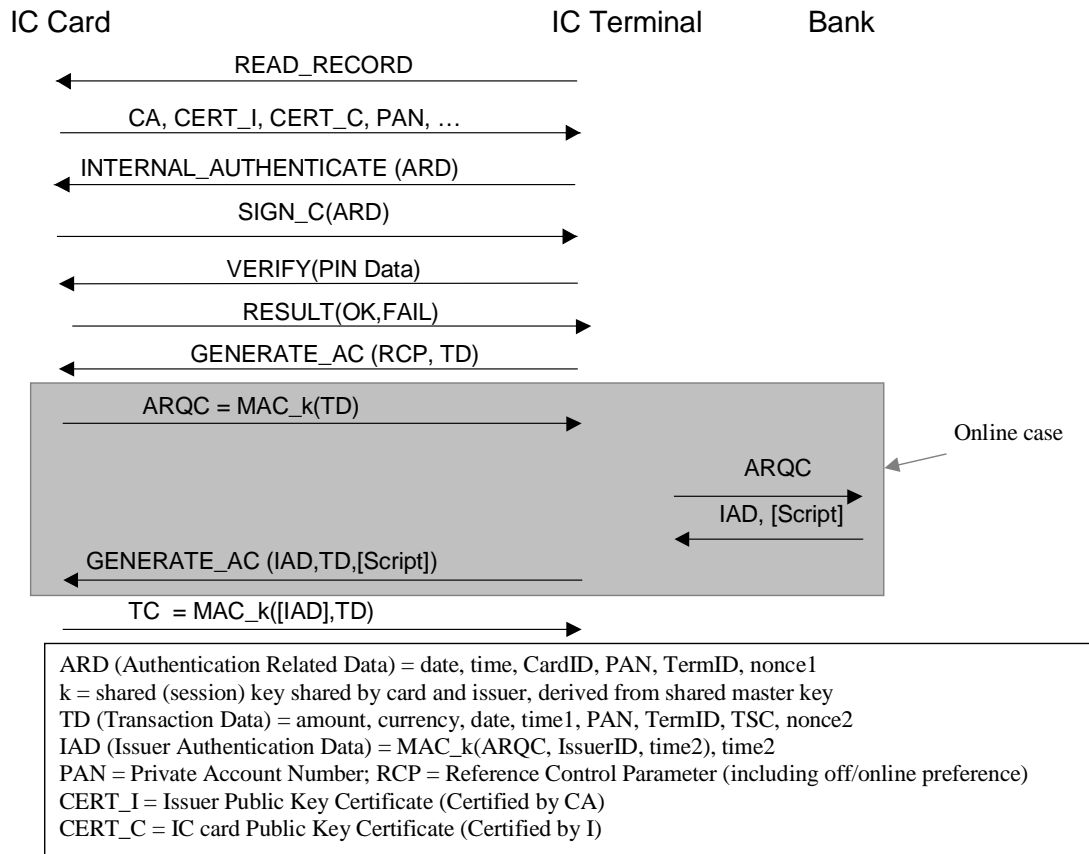 IC Card IC Terminal Bank
READ_RECORD
CA, CERT_I, CERT_C, PAN, …
INTERNAL_AUTHENTICATE (ARD)
SIGN_C(ARD)
VERIFY(PIN Data)
RESULT(OK,FAIL)
GENERATE_AC (RCP, TD)
ARQC = MAC_k(TD)
Online case
ARQC
IAD, [Script]
GENERATE_AC (IAD,TD,[Script])
TC = MAC_k([IAD],TD)
ARD (Authentication Related Data) = date, time, CardID, PAN, TermID, nonce1
k = shared (session) key shared by card and issuer, derived from shared master key
TD (Transaction Data) = amount, currency, date, time1, PAN, TermID, TSC, nonce2
IAD (Issuer Authentication Data) = MAC_k(ARQC, IssuerID, time2), time2
PAN = Private Account Number; RCP = Reference Control Parameter (including off/online preference)
CERT_I = Issuer Public Key Certificate (Certified by CA)
CERT_C = IC card Public Key Certificate (Certified by I)